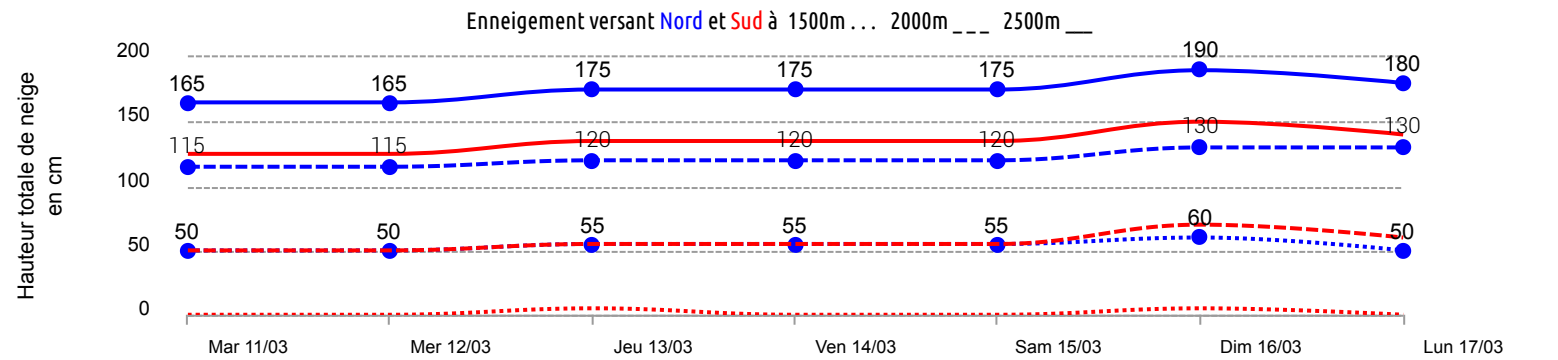 Enneigement versant Nord et Sud à 1500m . . . 2000m _ _ _ 2500m __
Hauteur totale de neige
en cm
200
150
100
50
0
165 165 175 175 175 190 180
115 115 120 120 120 130 130
50 50 55 55 55 60 50
Mar 11/03 Mer 12/03 Jeu 13/03 Ven 14/03 Sam 15/03 Dim 16/03 Lun 17/03